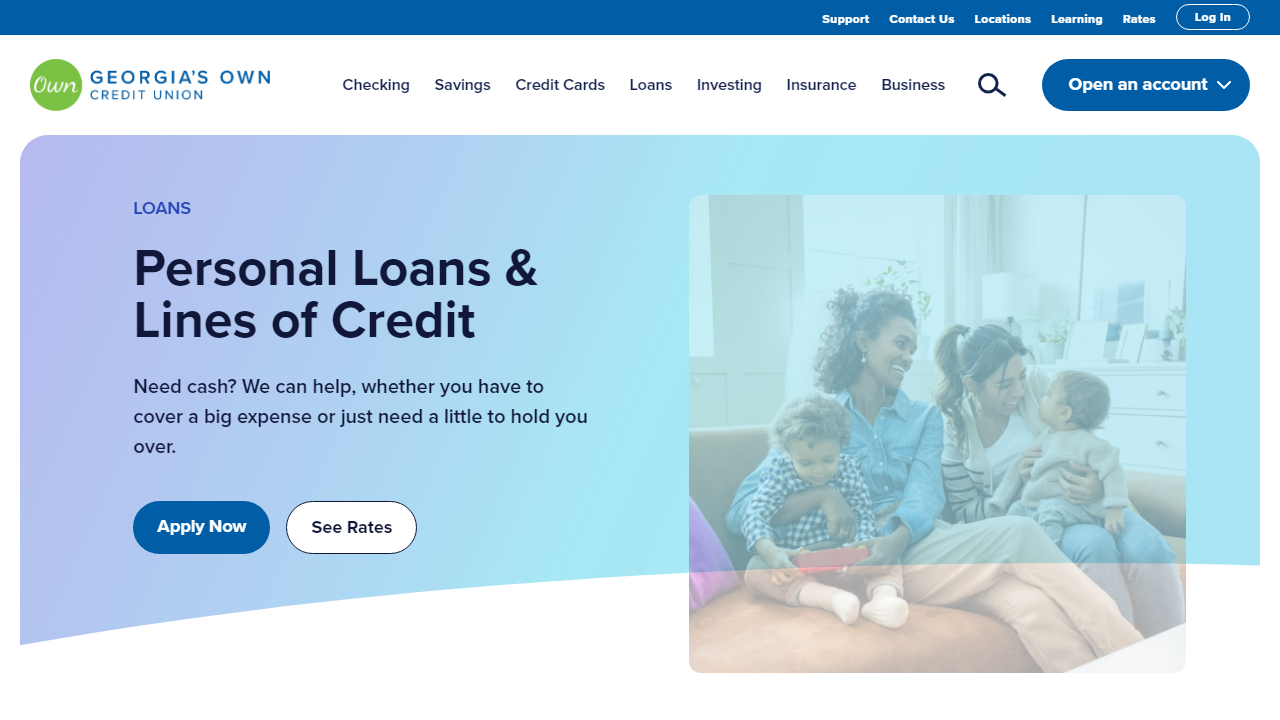 Support Contact Us Locations Learning Rates Log In
Own GEORGIA'S OWN
CREDIT UNION
Checking Savings Credit Cards Loans Investing Insurance Business Open an account
LOANS
Personal Loans &
Lines of Credit
Need cash? We can help, whether you have to
cover a big expense or just need a little to hold you
over.
Apply Now See Rates